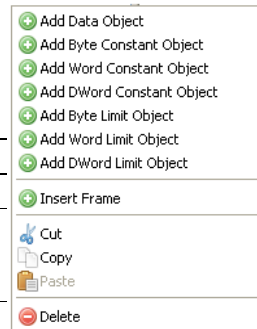 Add Data Object
Add Byte Constant Object
Add Word Constant Object
Add DWord Constant Object
Add Byte Limit Object
Add Word Limit Object
Add DWord Limit Object
Insert Frame
Cut
Copy
Paste
Delete